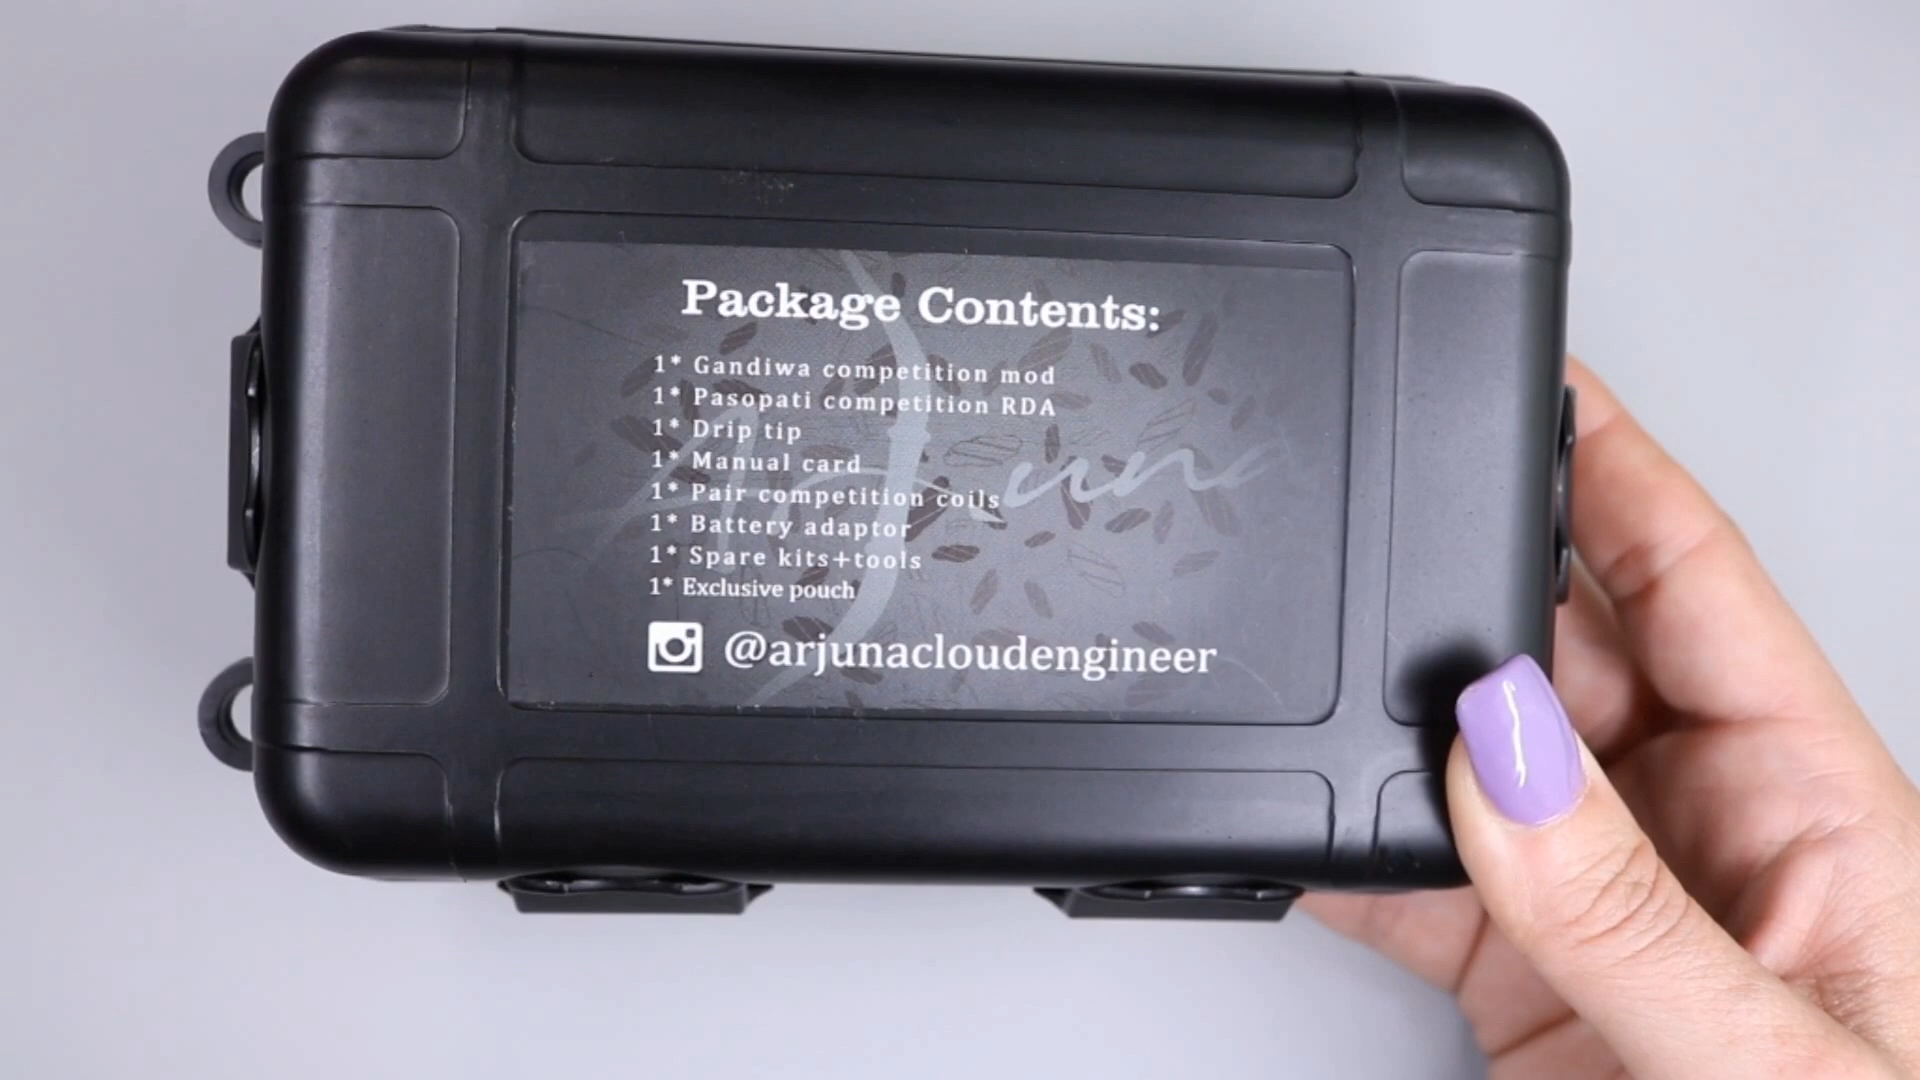 Package Contents:
1* Gandiwa competition mod
1* Pasopati competition RDA
1* Drip tip
1* Manual card
1* Pair competition coils
1* Battery adaptor
1* Spare kits+tools
1* Exclusive pouch
@arjunacloudengineer
Arjuna